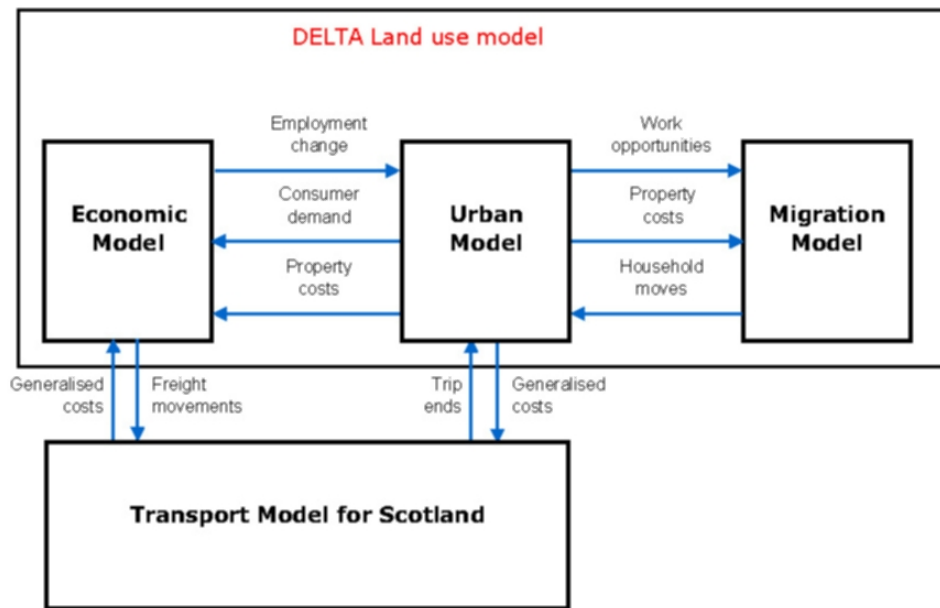 DELTA Land use model
Employment
change
Work
opportunities
Economic
Model
Consumer
demand
Urban
Model
Property
costs
Migration
Model
Property
costs
Household
moves
Generalised
costs
Freight
movements
Trip
ends
Generalised
costs
Transport Model for Scotland